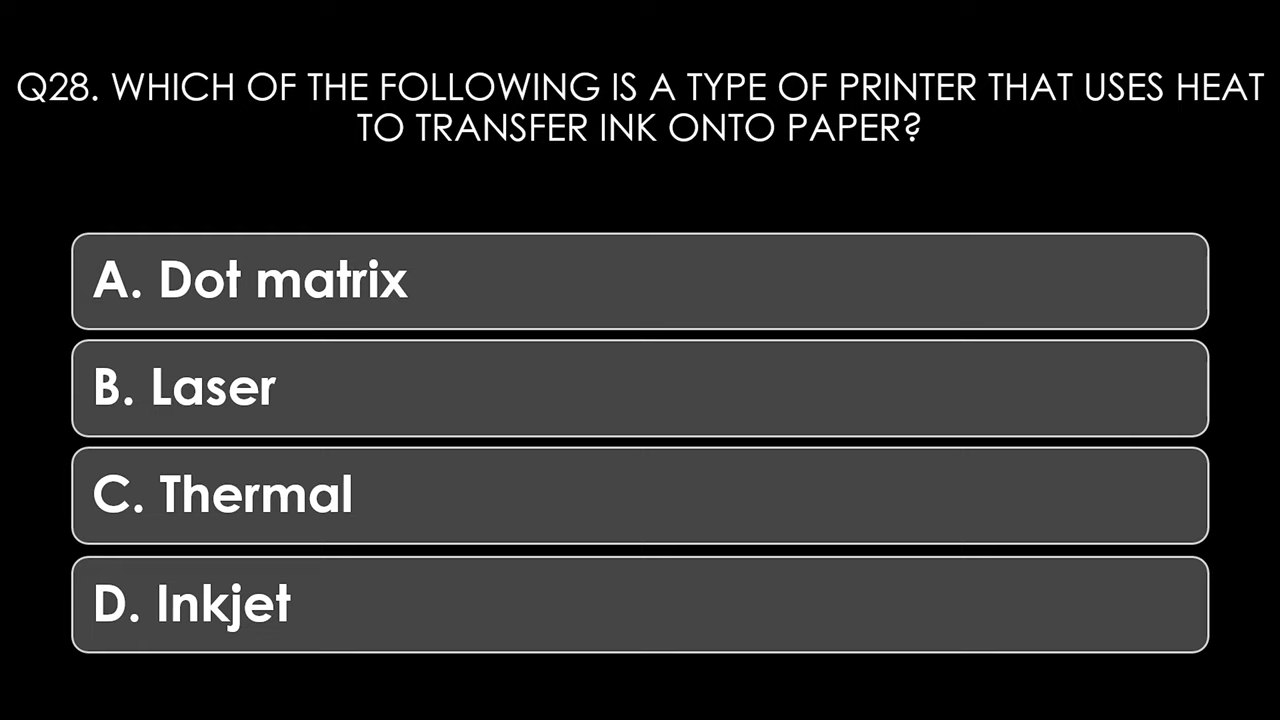 Q28. WHICH OF THE FOLLOWING IS A TYPE OF PRINTER THAT USES HEAT
TO TRANSFER INK ONTO PAPER?
A. Dot matrix
B. Laser
C. Thermal
D. Inkjet